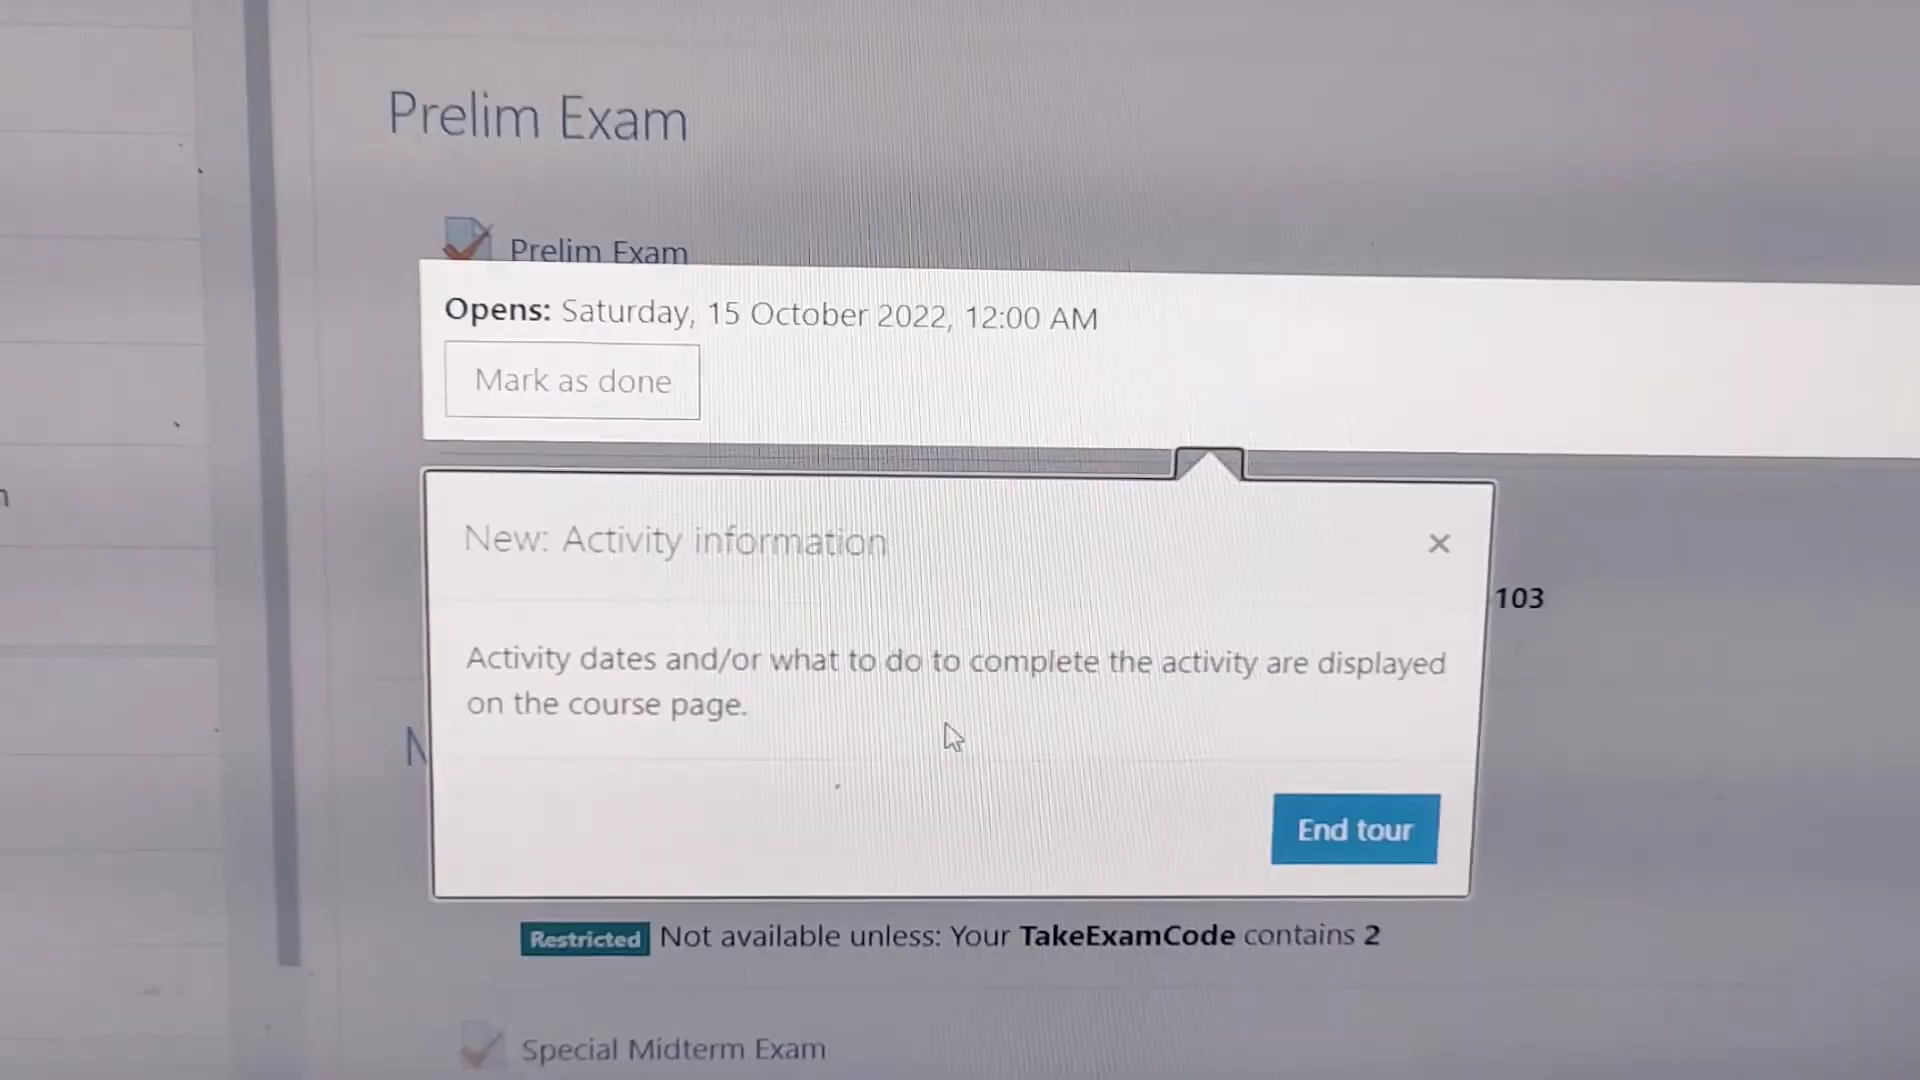 Prelim Exam
Prelim Exam
Opens: Saturday, 15 October 2022, 12:00 AM
Mark as done
New: Activity information
×
103
Activity dates and/or what to do to complete the activity are displayed
on the course page.
End tour
Restricted Not available unless: Your TakeExamCode contains 2
Special Midterm Exam